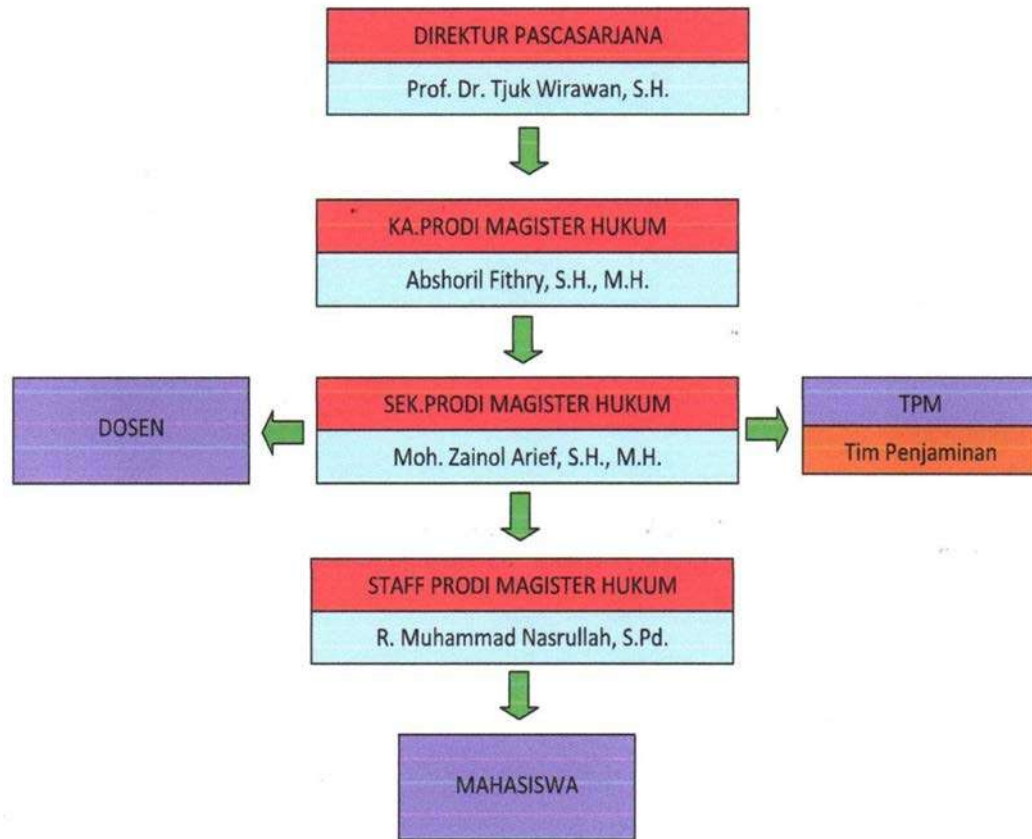 DIREKTUR PASCASARJANA
Prof. Dr. Tjuk Wirawan, S.H.
KA.PRODI MAGISTER HUKUM
Abshoril Fithry, S.H., M.H.
DOSEN
SEK.PRODI MAGISTER HUKUM
Moh. Zainol Arief, S.H., M.H.
TPM
Tim Penjaminan
STAFF PRODI MAGISTER HUKUM
R. Muhammad Nasrullah, S.Pd.
MAHASISWA